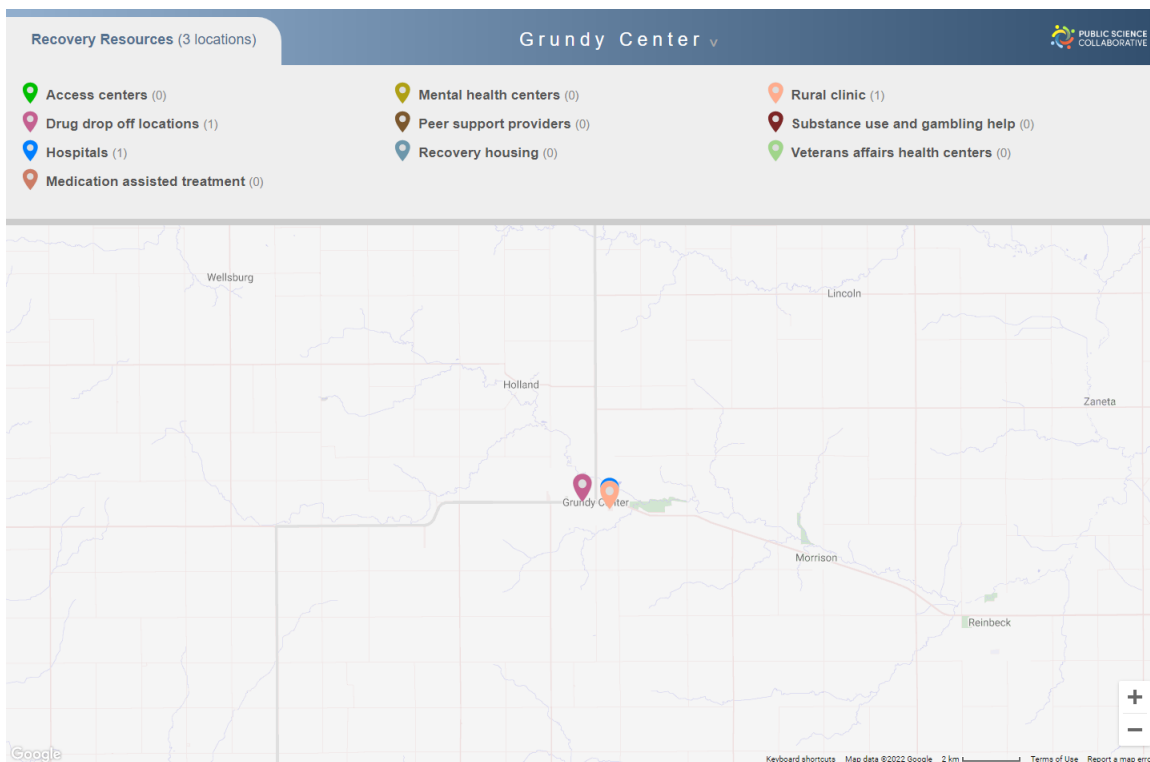 Recovery Resources (3 locations)
Grundy Center v
PUBLIC SCIENCE
COLLABORATIVE
Access centers (0)
Mental health centers (0)
Rural clinic (1)
Drug drop off locations (1)
Peer support providers (0)
Substance use and gambling help (0)
Hospitals (1)
Recovery housing (0)
Veterans affairs health centers (0)
Medication assisted treatment (0)
Wellsburg
Lincoln
Holland
Zaneta
Grundy Center
Morrison
Reinbeck
+
−
Google
Keyboard shortcuts Map data ©2022 Google 2 km Terms of Use Report a map erro